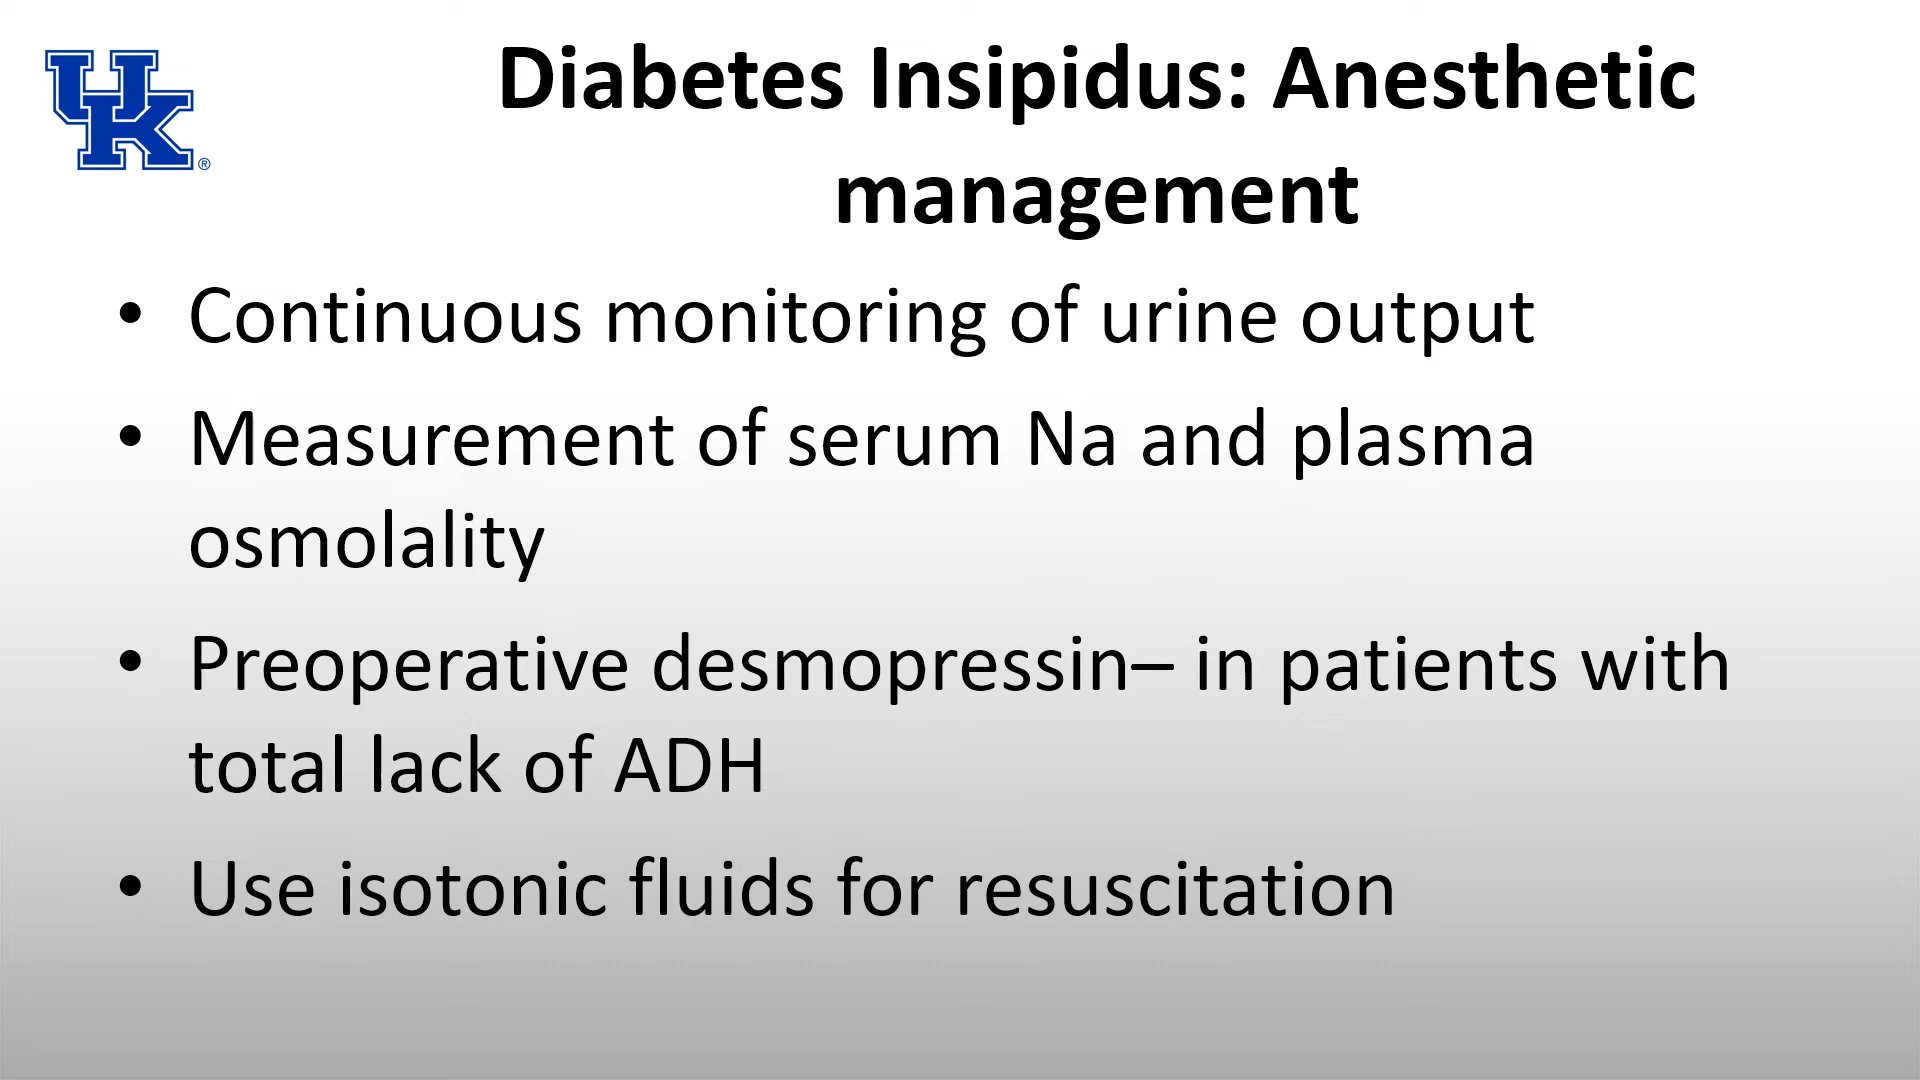 UK®
Diabetes Insipidus: Anesthetic
management
• Continuous monitoring of urine output
• Measurement of serum Na and plasma
osmolality
• Preoperative desmopressin– in patients with
total lack of ADH
• Use isotonic fluids for resuscitation